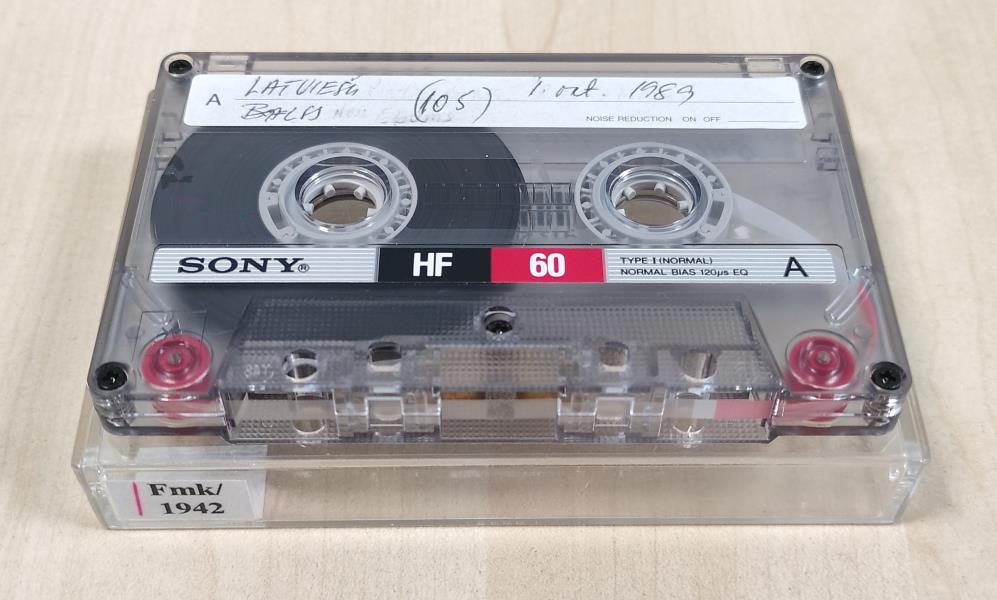 A LATVIEŠU (105) 1. okt. 1989
BALSS
NOISE REDUCTION ON OFF
SONY® HF 60 TYPE I (NORMAL) A
NORMAL BIAS 120µs EQ
Fmk/
1942